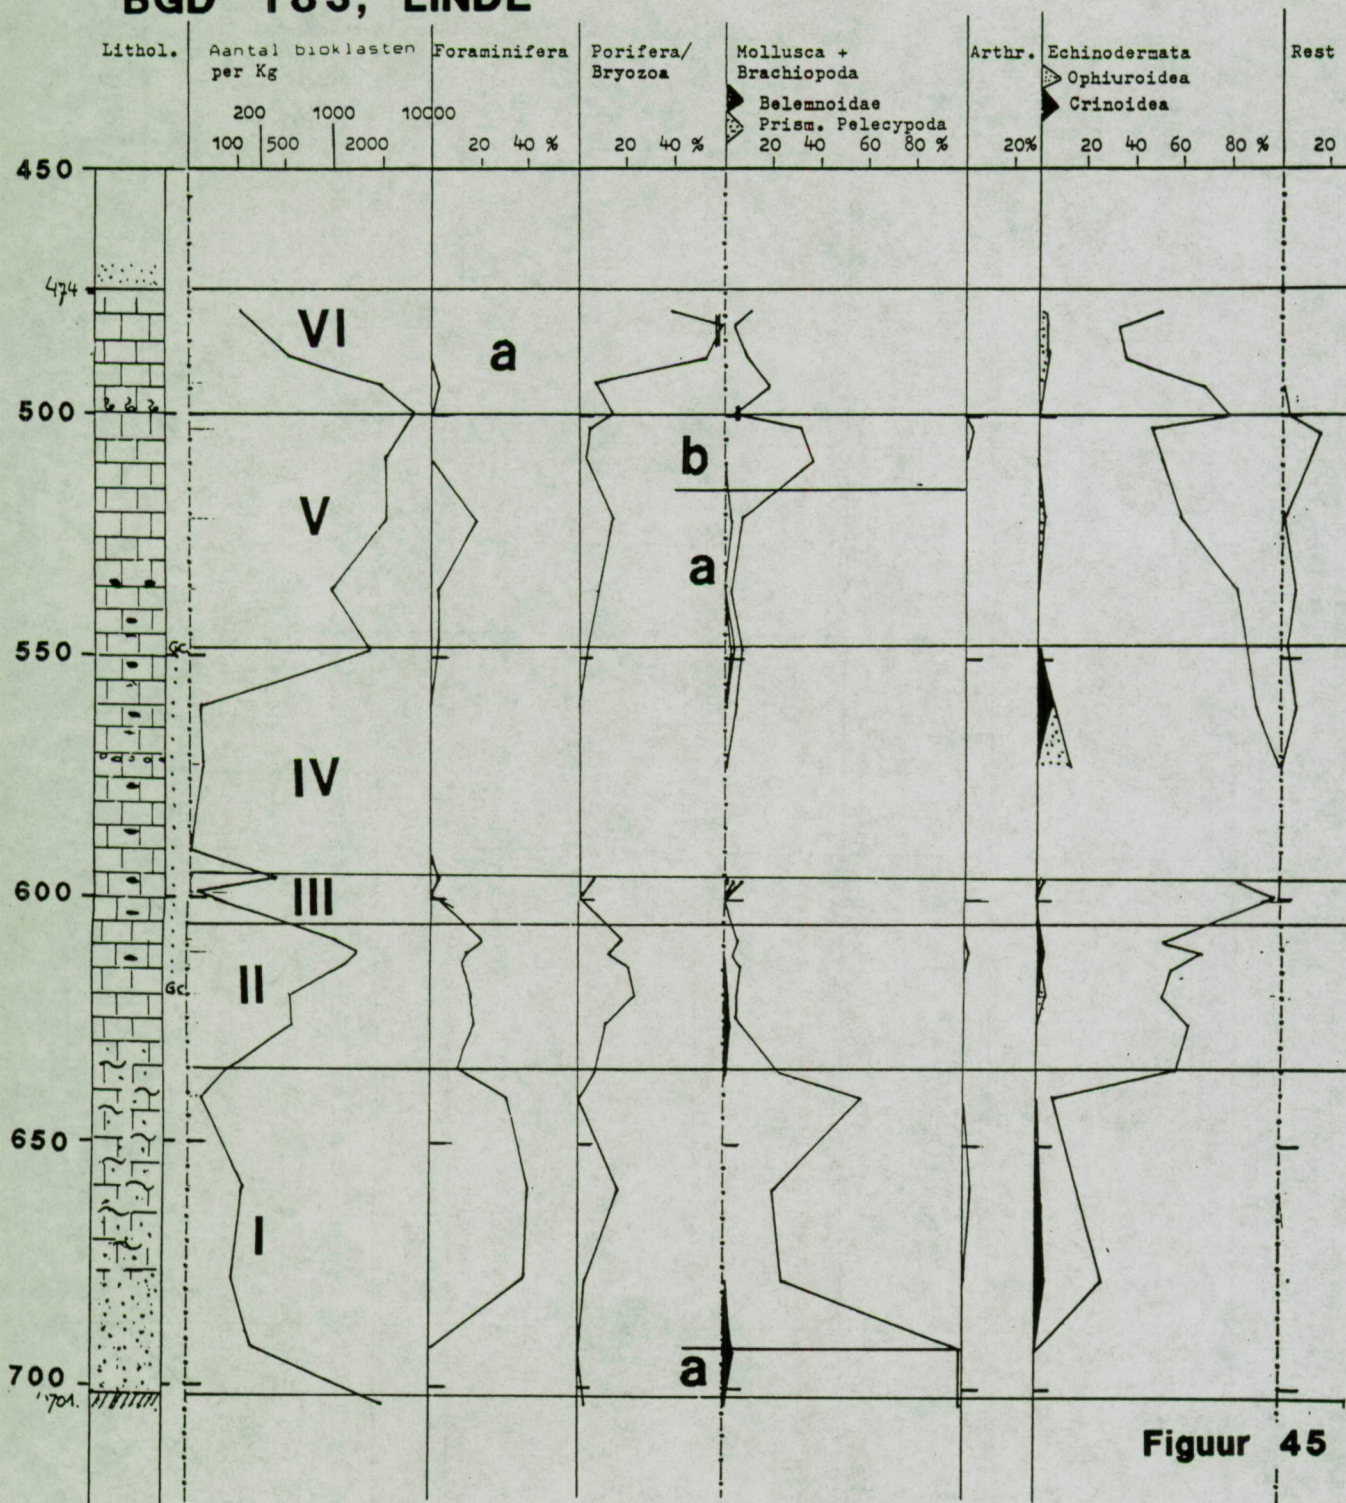 BGD 183, LINDE
Lithol. Aantal bioklasten Foraminifera Porifera/ Mollusca + Arthr. Echinodermata Rest
per Kg Bryozoa Brachiopoda Ophiuroidea
Belemnoidae Crinoidea
200 1000 10000 Prism. Pelecypoda
100 500 2000 20 40 % 20 40 % 20 40 60 80 % 20% 20 40 60 80 % 20
450
474
VI
a
500
b
V
a
550 Gc
IV
600 III
II Gc
650
I
700 a
701.
Figuur 45